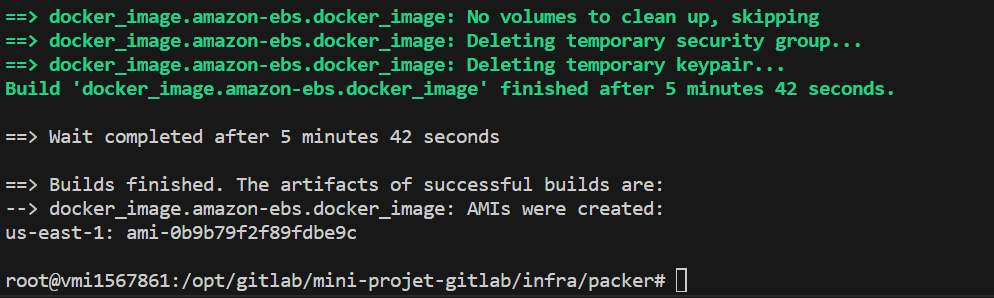 ==> docker_image.amazon-ebs.docker_image: No volumes to clean up, skipping
==> docker_image.amazon-ebs.docker_image: Deleting temporary security group...
==> docker_image.amazon-ebs.docker_image: Deleting temporary keypair...
Build 'docker_image.amazon-ebs.docker_image' finished after 5 minutes 42 seconds.
==> Wait completed after 5 minutes 42 seconds
==> Builds finished. The artifacts of successful builds are:
--> docker_image.amazon-ebs.docker_image: AMIs were created:
us-east-1: ami-0b9b79f2f89fdbe9c
root@vmi1567861:/opt/gitlab/mini-projet-gitlab/infra/packer#